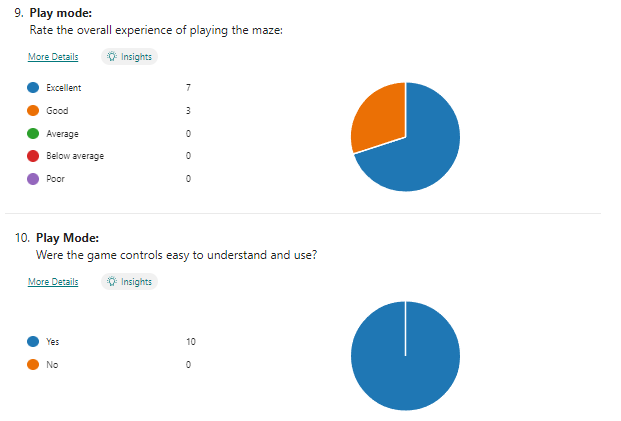 9. Play mode:
Rate the overall experience of playing the maze:
More Details Insights
Excellent 7
Good 3
Average 0
Below average 0
Poor 0
10. Play Mode:
Were the game controls easy to understand and use?
More Details Insights
Yes 10
No 0